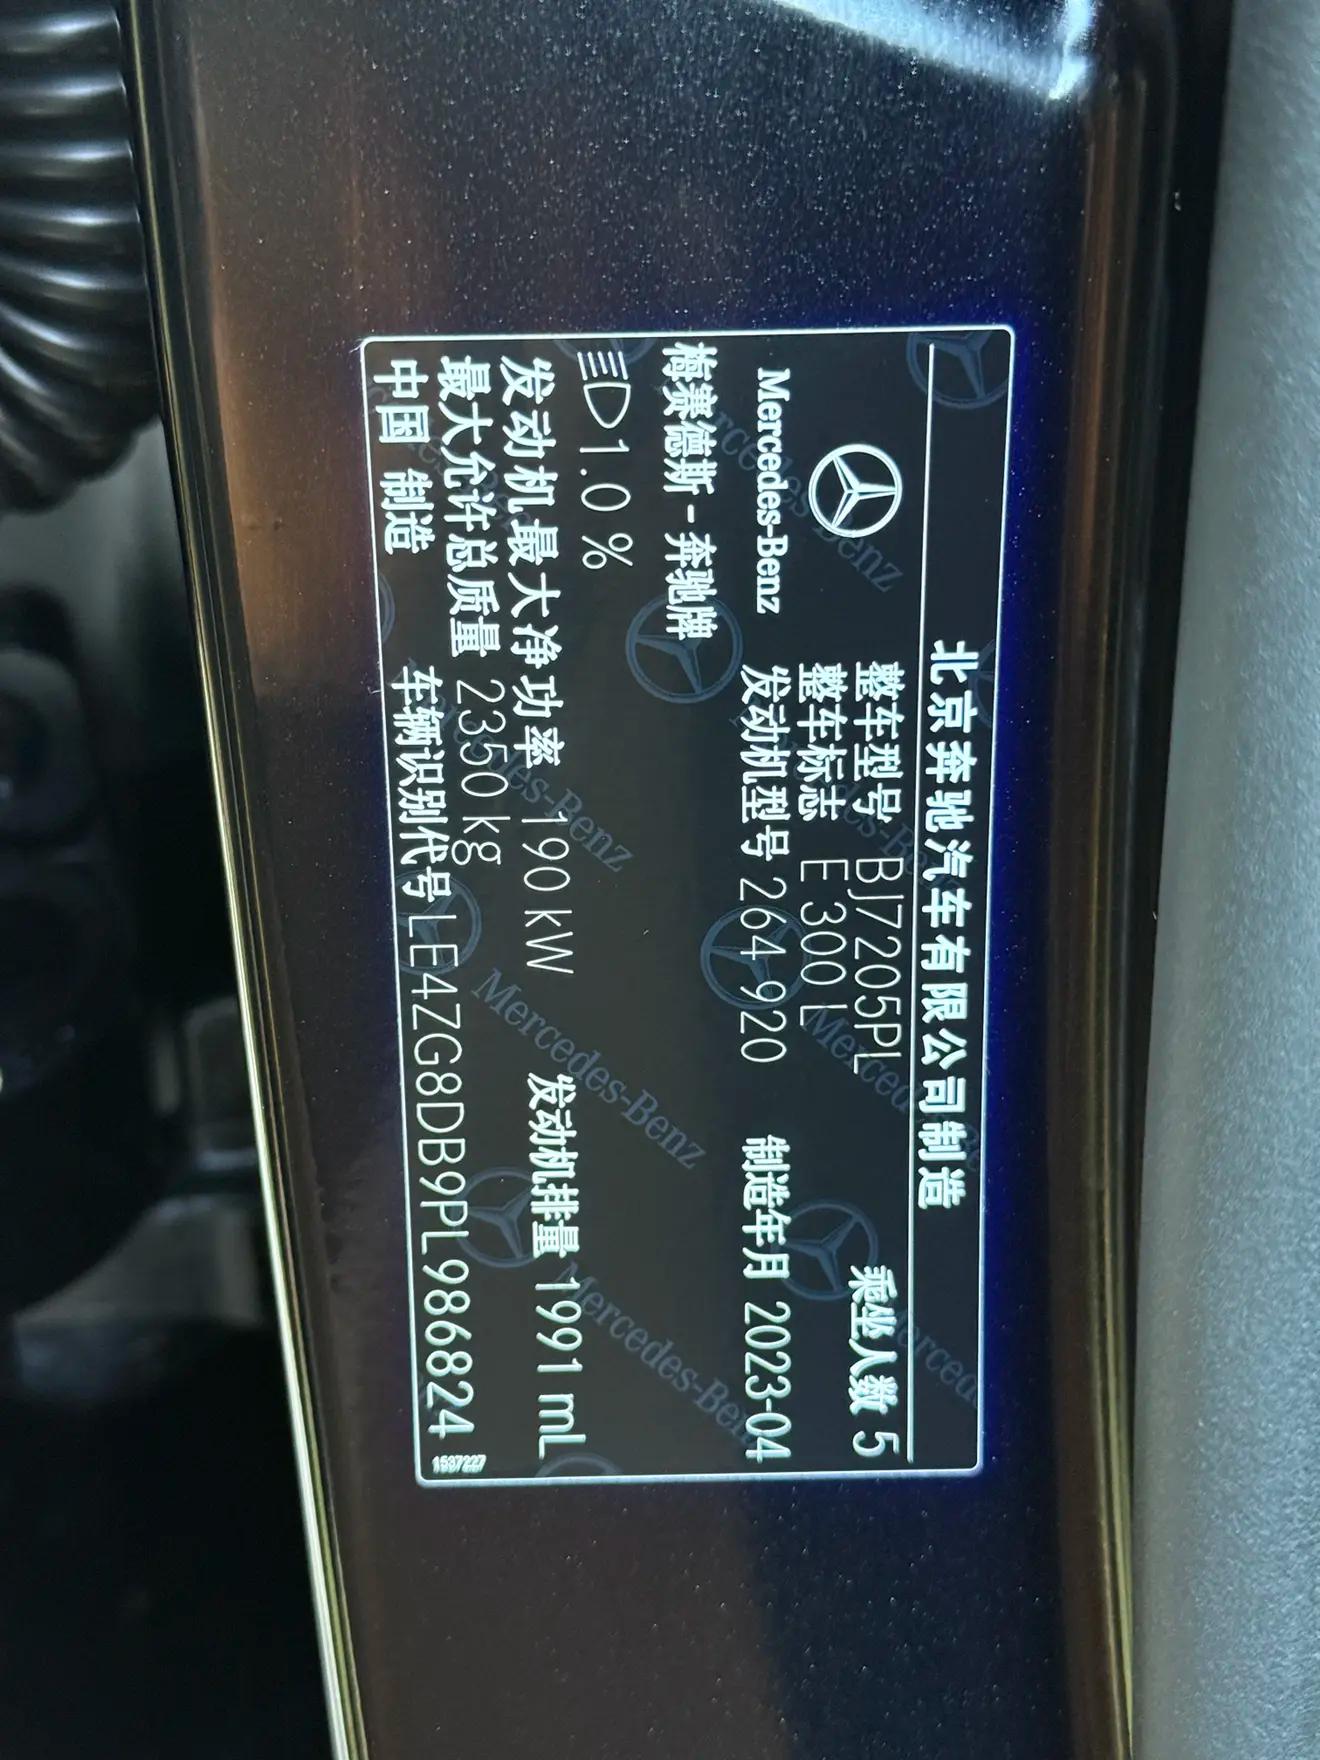 北京奔驰汽车有限公司制造
整车型号 BJ7205PL 乘坐人数 5
整车标志 E 300 L
Mercedes-Benz 发动机型号 264 920 制造年月 2023-04
梅赛德斯-奔驰牌
1.0 %
发动机最大净功率 190 kW 发动机排量 1991 mL
最大允许总质量 2350 kg
中国 制造 车辆识别代号 LE4ZG8DB9PL986824
1537227